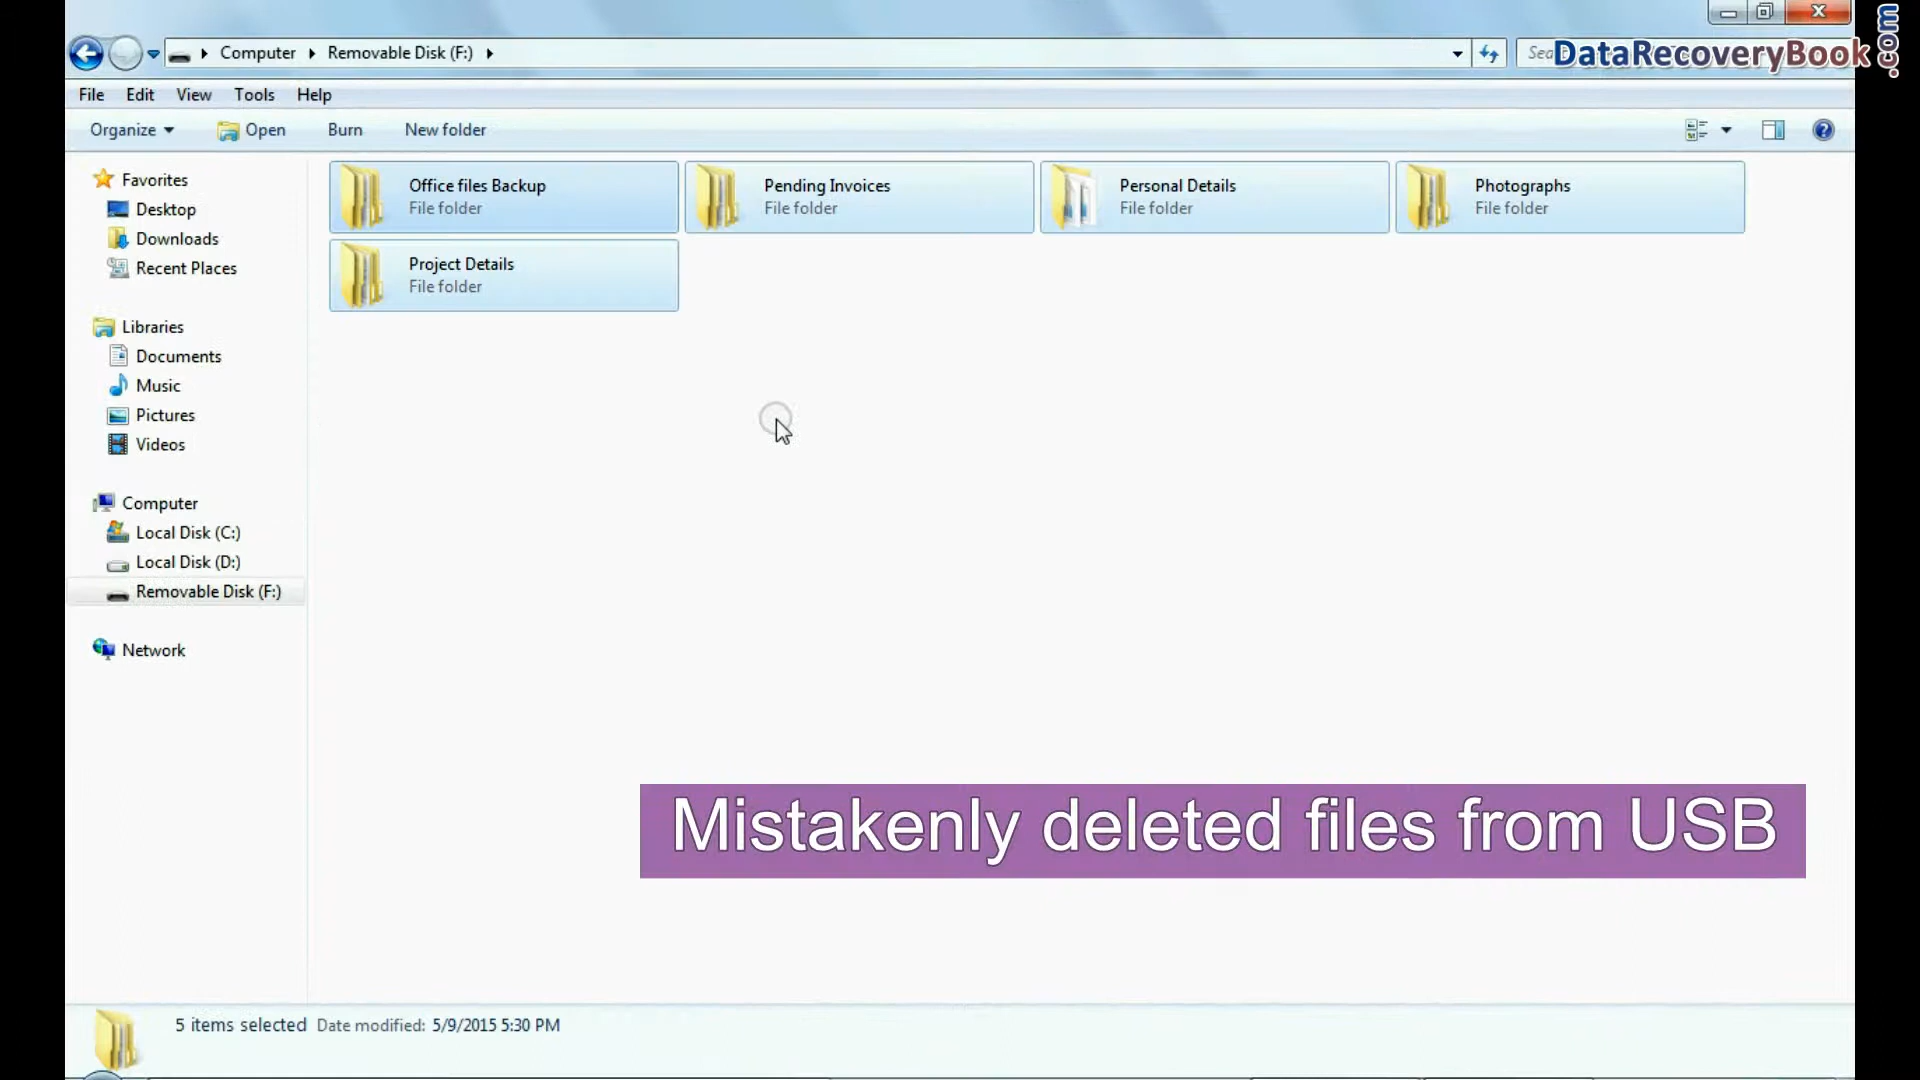 Computer Removable Disk (F:)
Sea
DataRecoveryBook.com
File Edit View Tools Help
Organize Open Burn New folder
Favorites
Desktop
Downloads
Recent Places
Libraries
Documents
Music
Pictures
Videos
Computer
Local Disk (C:)
Local Disk (D:)
Removable Disk (F:)
Network
Office files Backup
File folder
Pending Invoices
File folder
Personal Details
File folder
Photographs
File folder
Project Details
File folder
Mistakenly deleted files from USB
5 items selected Date modified: 5/9/2015 5:30 PM